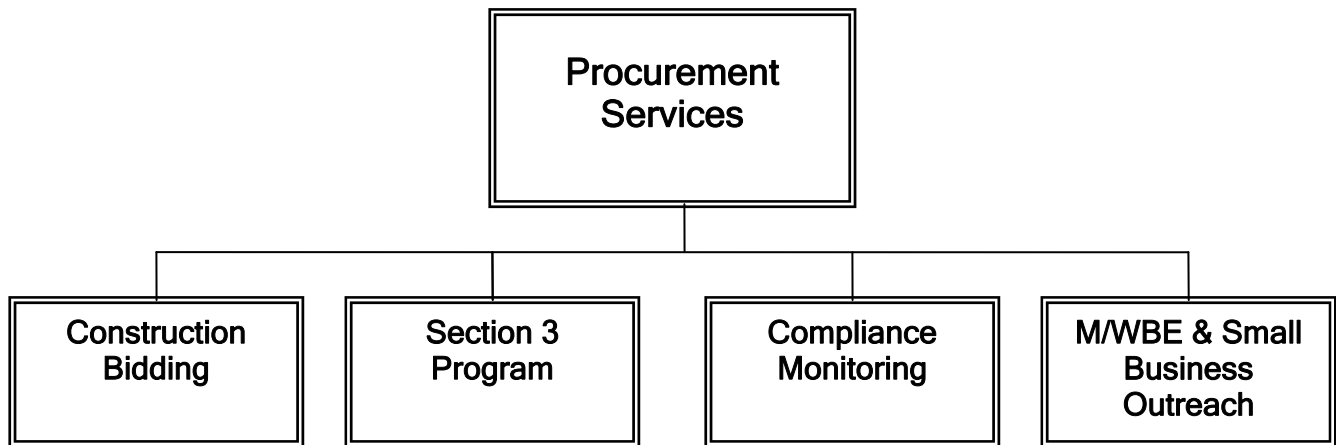 Procurement
Services
Construction
Bidding
Section 3
Program
Compliance
Monitoring
M/WBE & Small
Business
Outreach